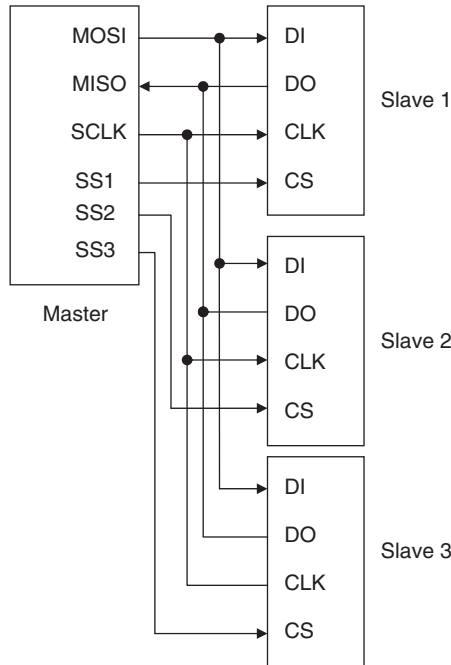 MOSI
MISO
SCLK
SS1
SS2
SS3
Master
DI
DO
CLK
CS
Slave 1
DI
DO
CLK
CS
Slave 2
DI
DO
CLK
CS
Slave 3